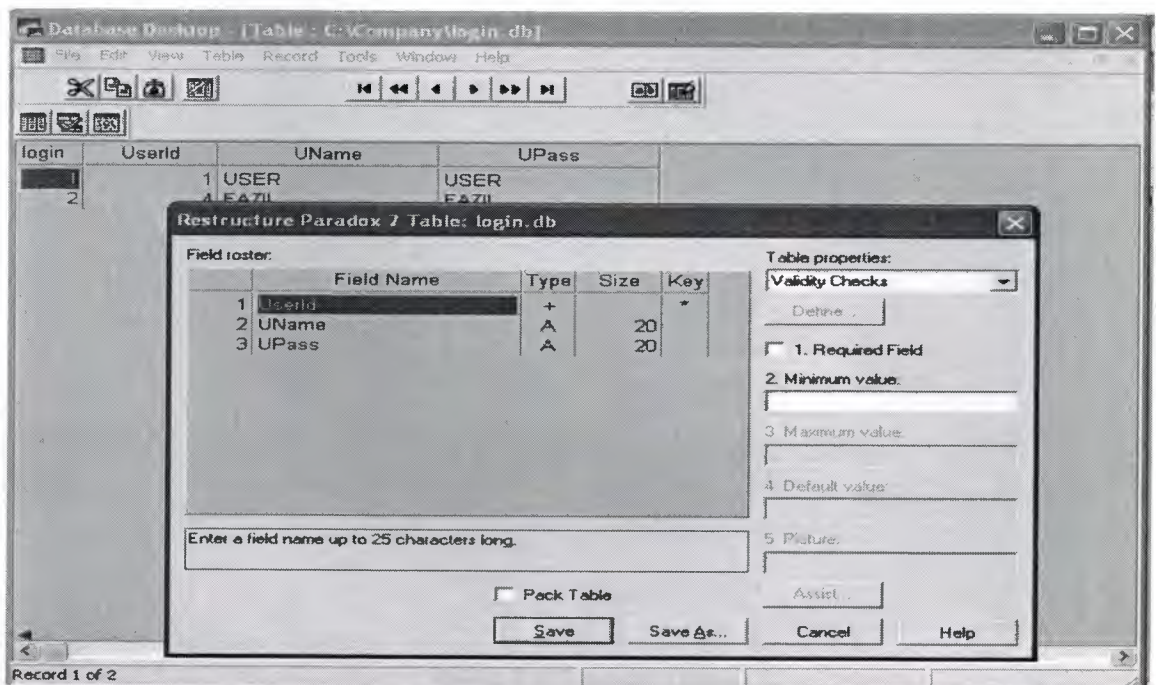 Database Desktop - [Table : C:\Company\login.db]
File Edit View Table Record Tools Window Help
login UserId UName UPass
1 1 USER USER
2 4
Restructure Paradox 7 Table: login.db
Field roster:
Field Name Type Size Key
1 UserId + *
2 UName A 20
3 UPass A 20
Enter a field name up to 25 characters long.
Pack Table
Table properties:
Validity Checks
Define...
1. Required Field
2. Minimum value:
3. Maximum value:
4. Default value:
5. Picture:
Assist...
Save Save As... Cancel Help
Record 1 of 2